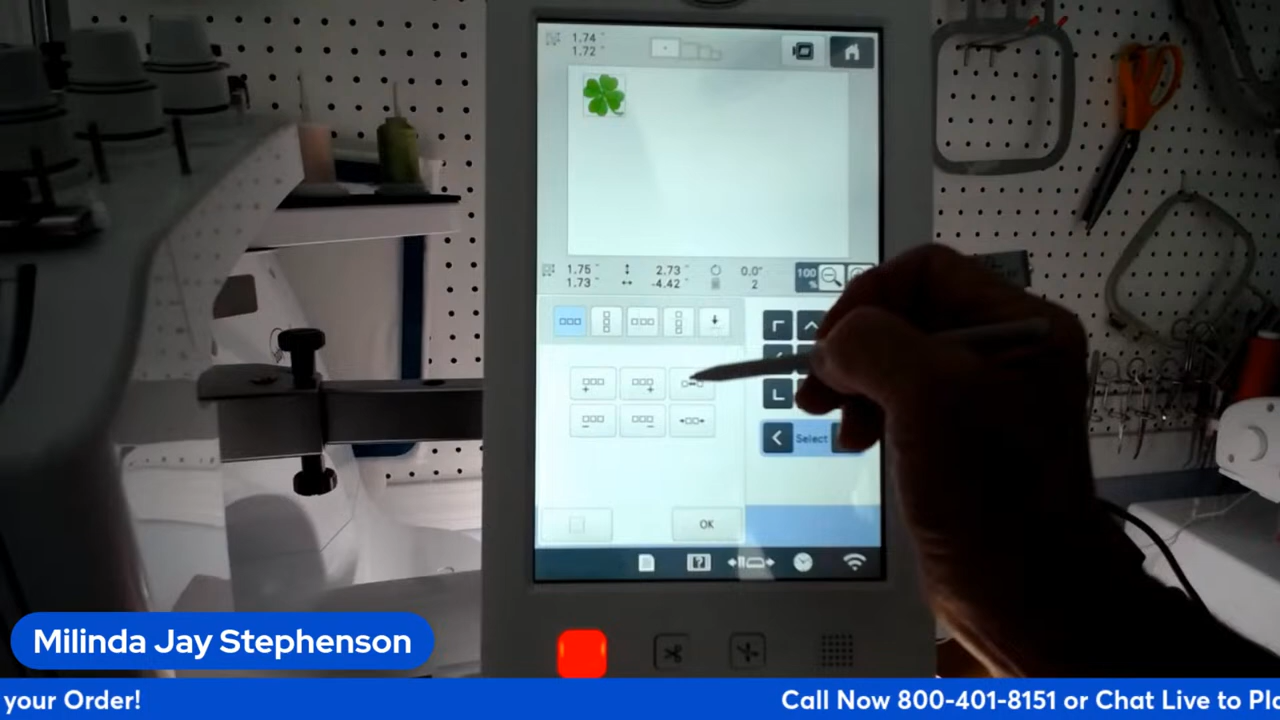 1.74 "
1.72 "
1.75 "
1.73 "
2.73 "
-4.42 "
0.0°
2
100
%
Select
OK
Milinda Jay Stephenson
your Order!
Call Now 800-401-8151 or Chat Live to Pla